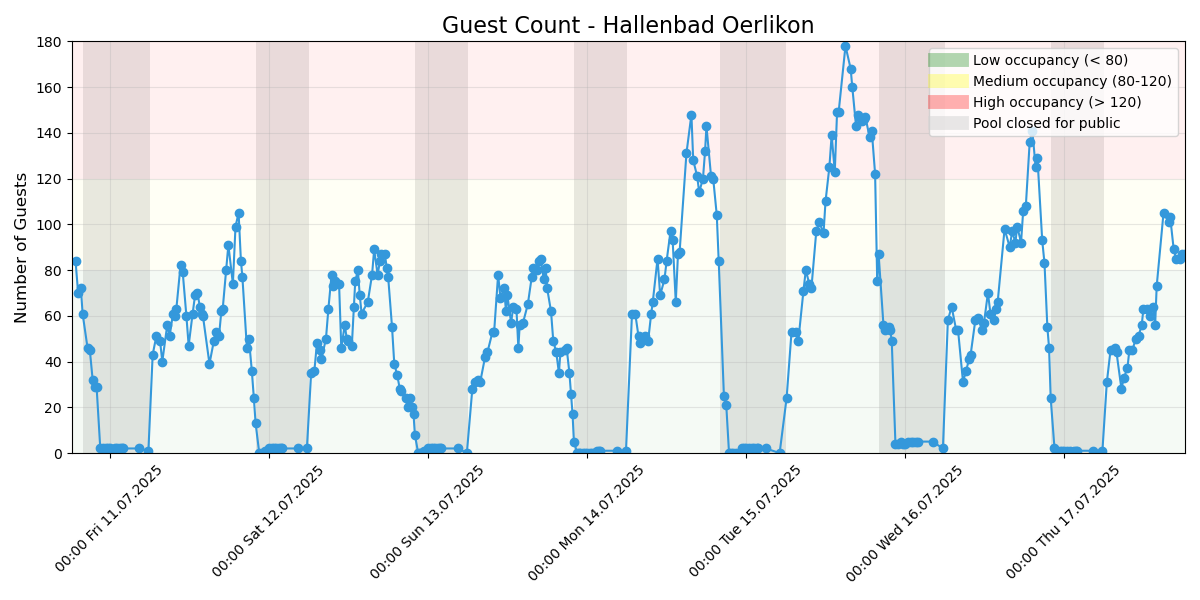 Guest Count - Hallenbad Oerlikon
Number of Guests
180
160
140
120
100
80
60
40
20
0
Low occupancy (< 80)
Medium occupancy (80-120)
High occupancy (> 120)
Pool closed for public
00:00 Fri 11.07.2025
00:00 Sat 12.07.2025
00:00 Sun 13.07.2025
00:00 Mon 14.07.2025
00:00 Tue 15.07.2025
00:00 Wed 16.07.2025
00:00 Thu 17.07.2025